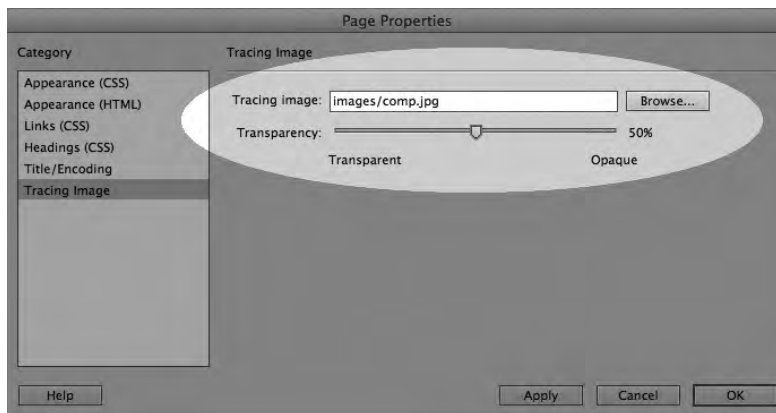 Page Properties
Category
Appearance (CSS)
Appearance (HTML)
Links (CSS)
Headings (CSS)
Title/Encoding
Tracing Image
Tracing Image
Tracing image: images/comp.jpg Browse...
Transparency: 50%
Transparent Opaque
Help Apply Cancel OK